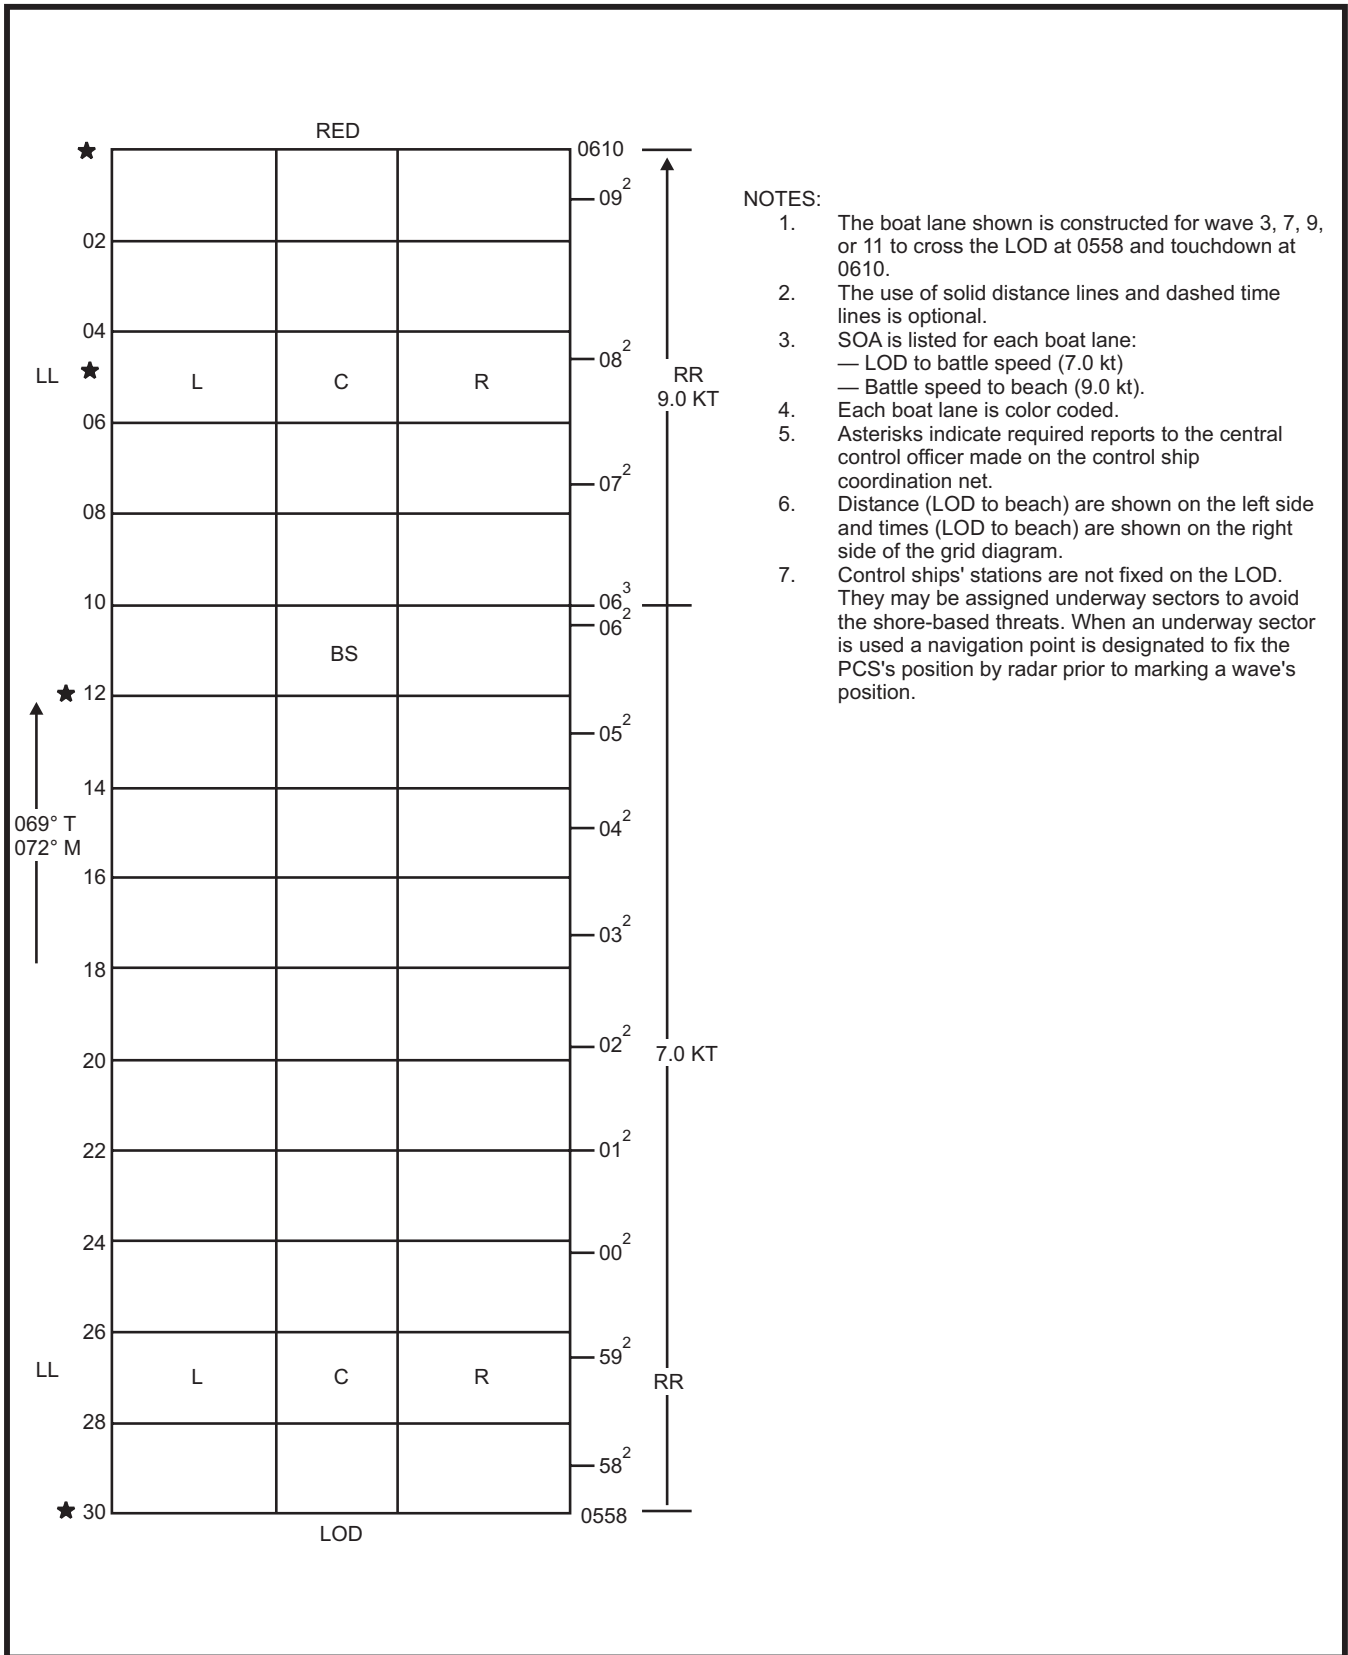 RED
0610
09²
02
04
08²
LL
L
C
R
RR
9.0 KT
06
07²
08
10
06³
06²
BS
12
05²
14
069° T
072° M
04²
16
03²
18
02²
7.0 KT
20
22
01²
24
00²
26
59²
LL
L
C
R
RR
28
58²
30
0558
LOD
NOTES:
1. The boat lane shown is constructed for wave 3, 7, 9,
or 11 to cross the LOD at 0558 and touchdown at
0610.
2. The use of solid distance lines and dashed time
lines is optional.
3. SOA is listed for each boat lane:
— LOD to battle speed (7.0 kt)
— Battle speed to beach (9.0 kt).
4. Each boat lane is color coded.
5. Asterisks indicate required reports to the central
control officer made on the control ship
coordination net.
6. Distance (LOD to beach) are shown on the left side
and times (LOD to beach) are shown on the right
side of the grid diagram.
7. Control ships' stations are not fixed on the LOD.
They may be assigned underway sectors to avoid
the shore-based threats. When an underway sector
is used a navigation point is designated to fix the
PCS's position by radar prior to marking a wave's
position.